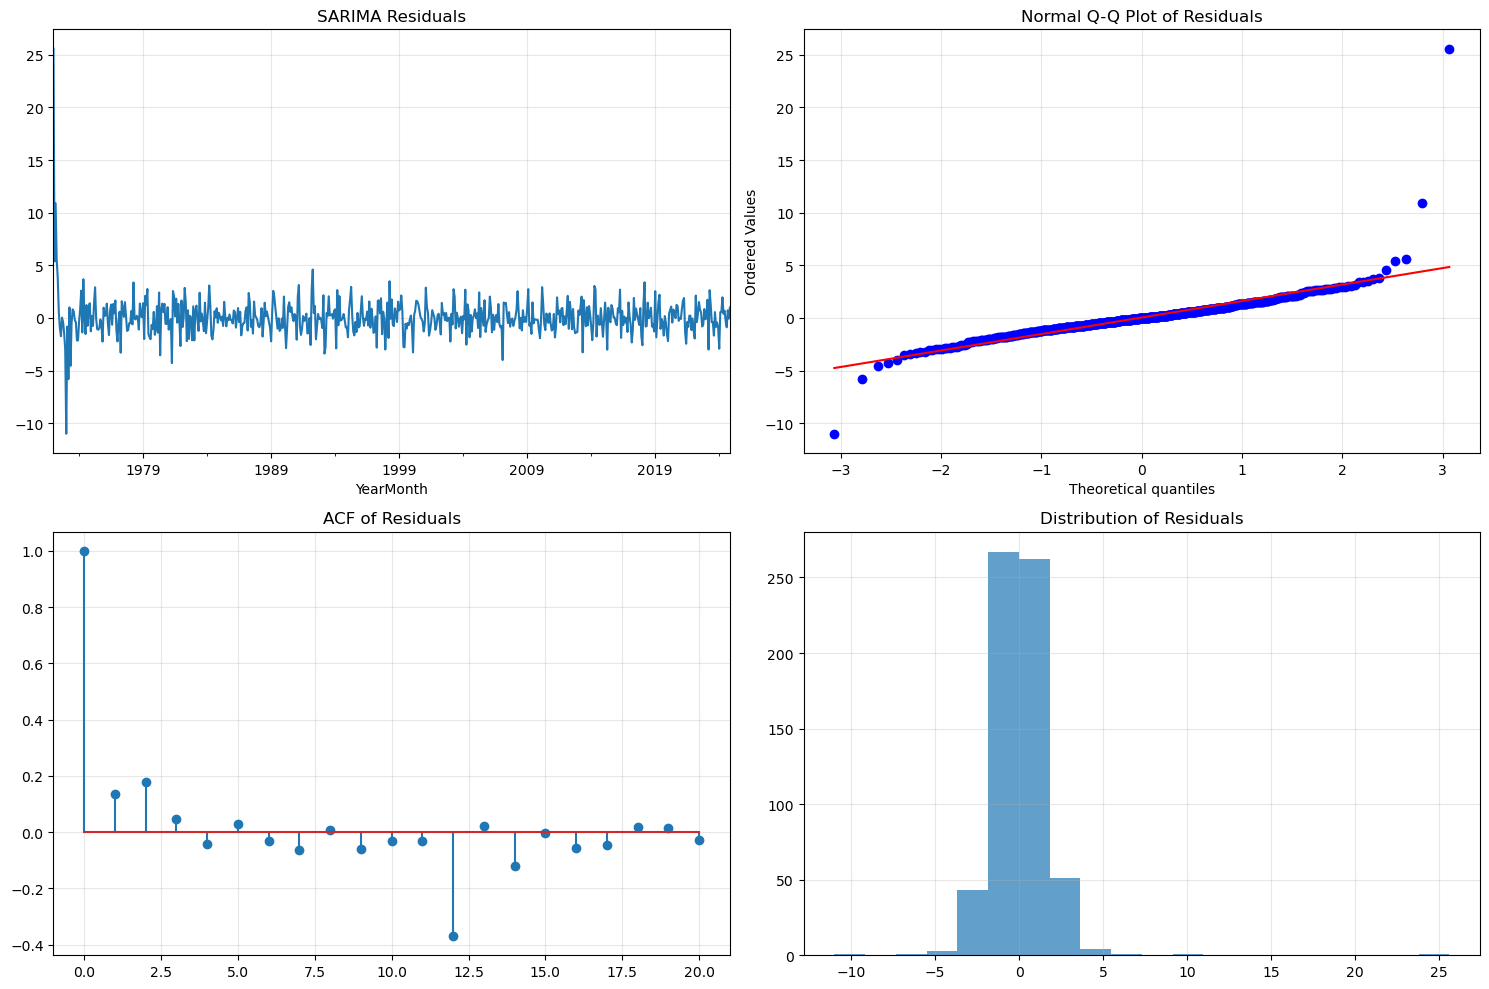 SARIMA Residuals
25
20
15
10
5
0
−5
−10
1979 1989 1999 2009 2019
YearMonth
Normal Q-Q Plot of Residuals
Ordered Values
25
20
15
10
5
0
−5
−10
−3 −2 −1 0 1 2 3
Theoretical quantiles
ACF of Residuals
1.0
0.8
0.6
0.4
0.2
0.0
−0.2
−0.4
0.0 2.5 5.0 7.5 10.0 12.5 15.0 17.5 20.0
Distribution of Residuals
250
200
150
100
50
0
−10 −5 0 5 10 15 20 25